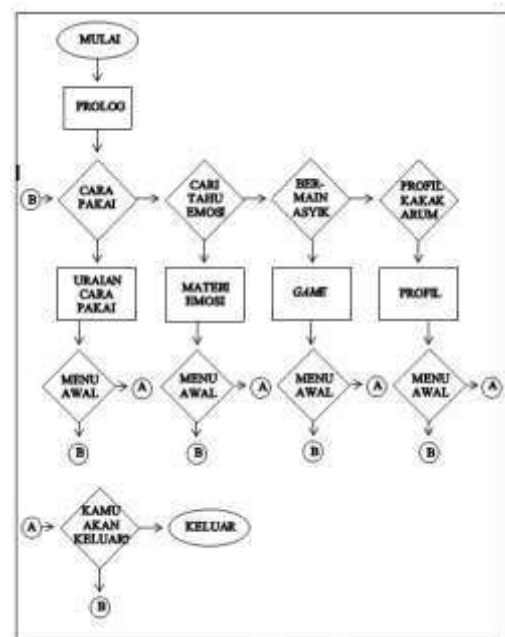 MULAI
PROLOG
B
CARA
PAKAI
CARI
TAHU
EMOSI
BER-
MAIN
ASYIK
PROFIL
KAKAK
ARUM
URAIAN
CARA
PAKAI
MATERI
EMOSI
GAME
PROFIL
MENU
AWAL
A
MENU
AWAL
A
MENU
AWAL
A
MENU
AWAL
A
B
B
B
B
A
KAMU
AKAN
KELUAR?
KELUAR
B